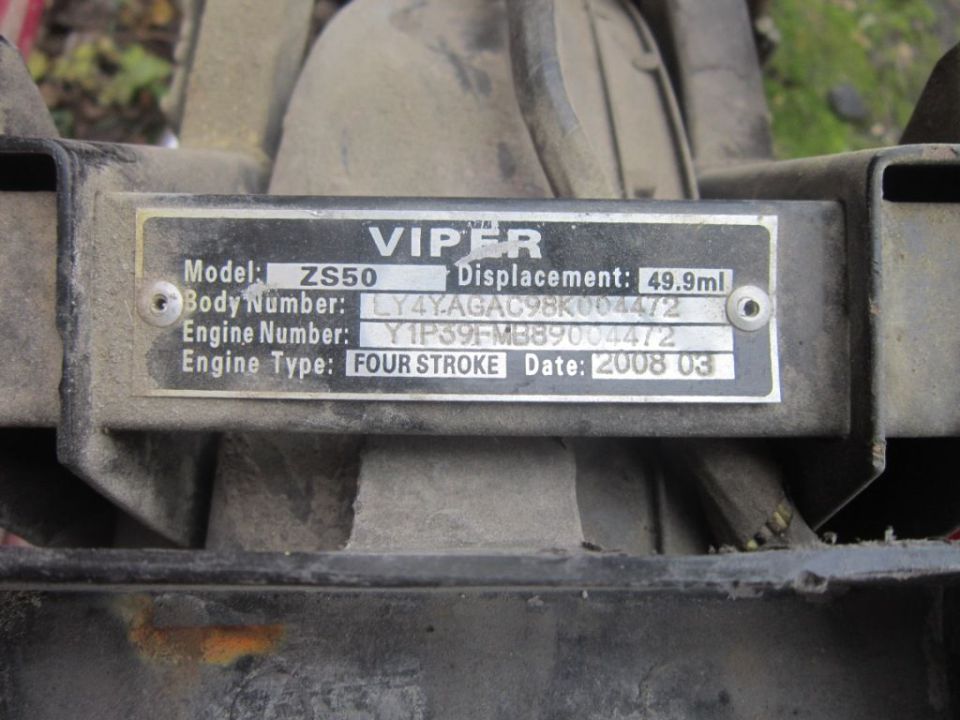 VIPER
Model: ZS50 Displacement: 49.9ml
Body Number: LY4YAGAC98K004472
Engine Number: Y1P39FMB89004472
Engine Type: FOUR STROKE Date: 2008 03